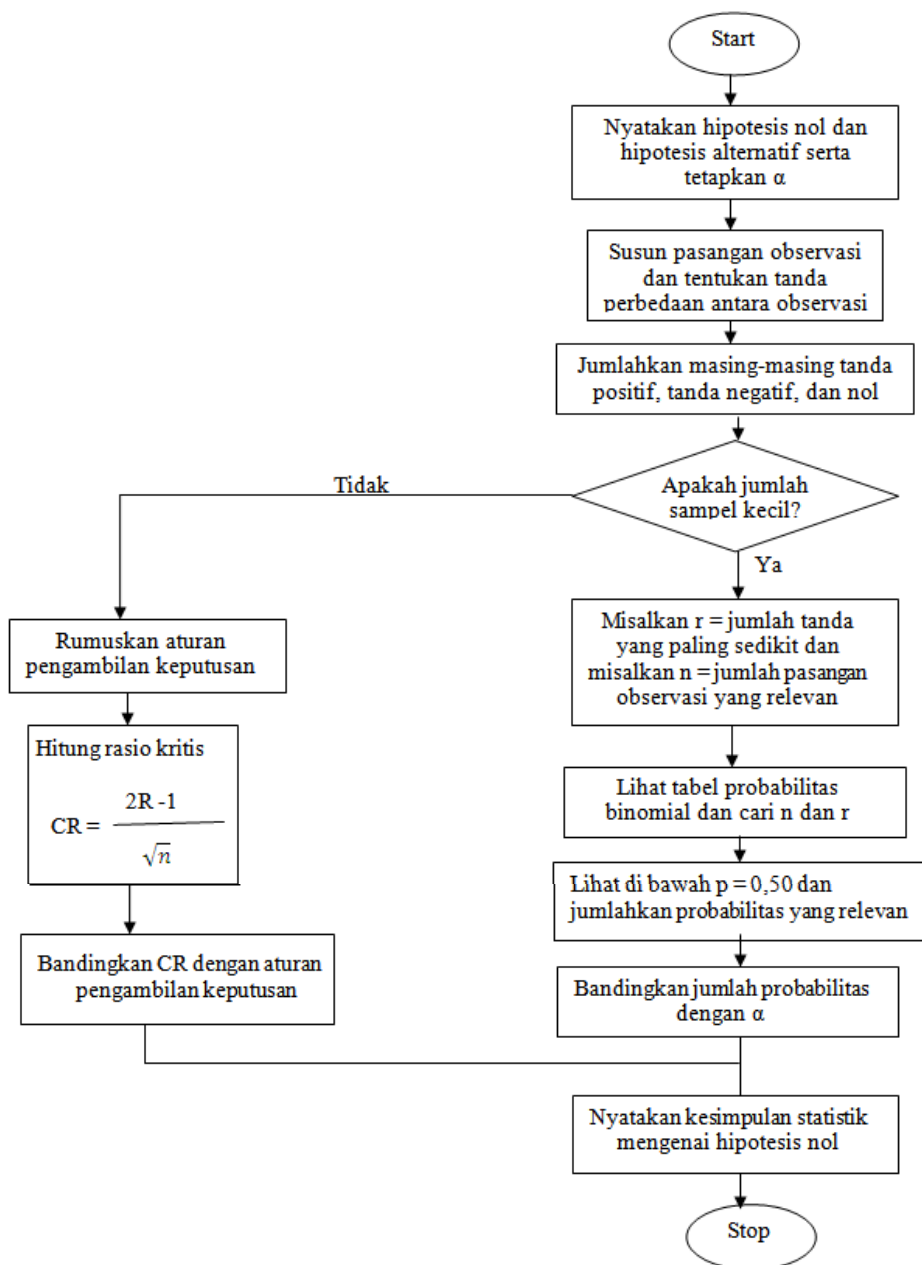 Start
Nyatakan hipotesis nol dan
hipotesis alternatif serta
tetapkan α
Susun pasangan observasi
dan tentukan tanda
perbedaan antara observasi
Jumlahkan masing-masing tanda
positif, tanda negatif, dan nol
Apakah jumlah
sampel kecil?
Tidak
Ya
Rumuskan aturan
pengambilan keputusan
Hitung rasio kritis
CR = (2R -1) / √n
Bandingkan CR dengan aturan
pengambilan keputusan
Misalkan r = jumlah tanda
yang paling sedikit dan
misalkan n = jumlah pasangan
observasi yang relevan
Lihat tabel probabilitas
binomial dan cari n dan r
Lihat di bawah p = 0,50 dan
jumlahkan probabilitas yang relevan
Bandingkan jumlah probabilitas
dengan α
Nyatakan kesimpulan statistik
mengenai hipotesis nol
Stop